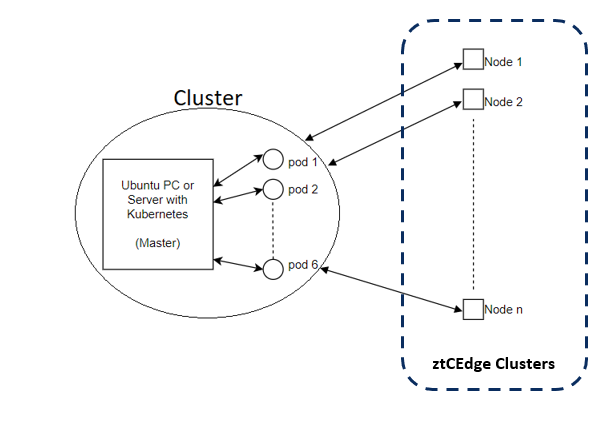 Cluster
Ubuntu PC or
Server with
Kubernetes
(Master)
pod 1
pod 2
pod 6
Node 1
Node 2
Node n
ztCEdge Clusters